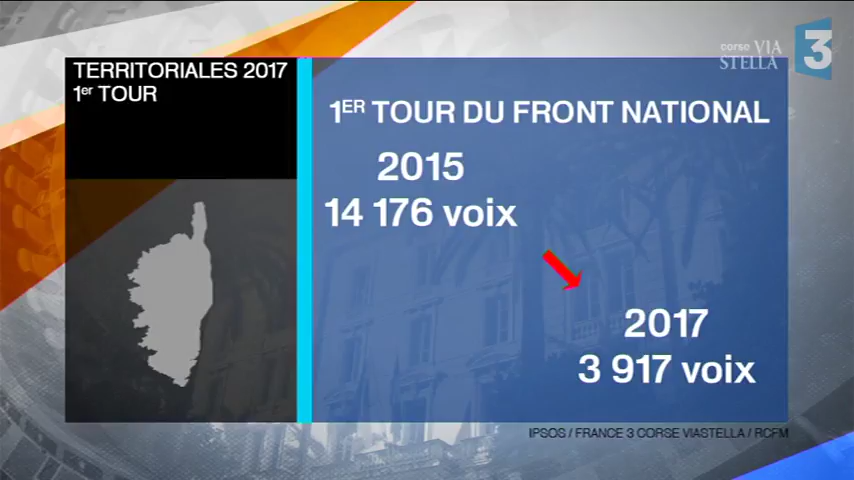 corse VIA
STELLA
3
TERRITORIALES 2017
1er TOUR
1ER TOUR DU FRONT NATIONAL
2015
14 176 voix
2017
3 917 voix
IPSOS / FRANCE 3 CORSE VIASTELLA / RCFM